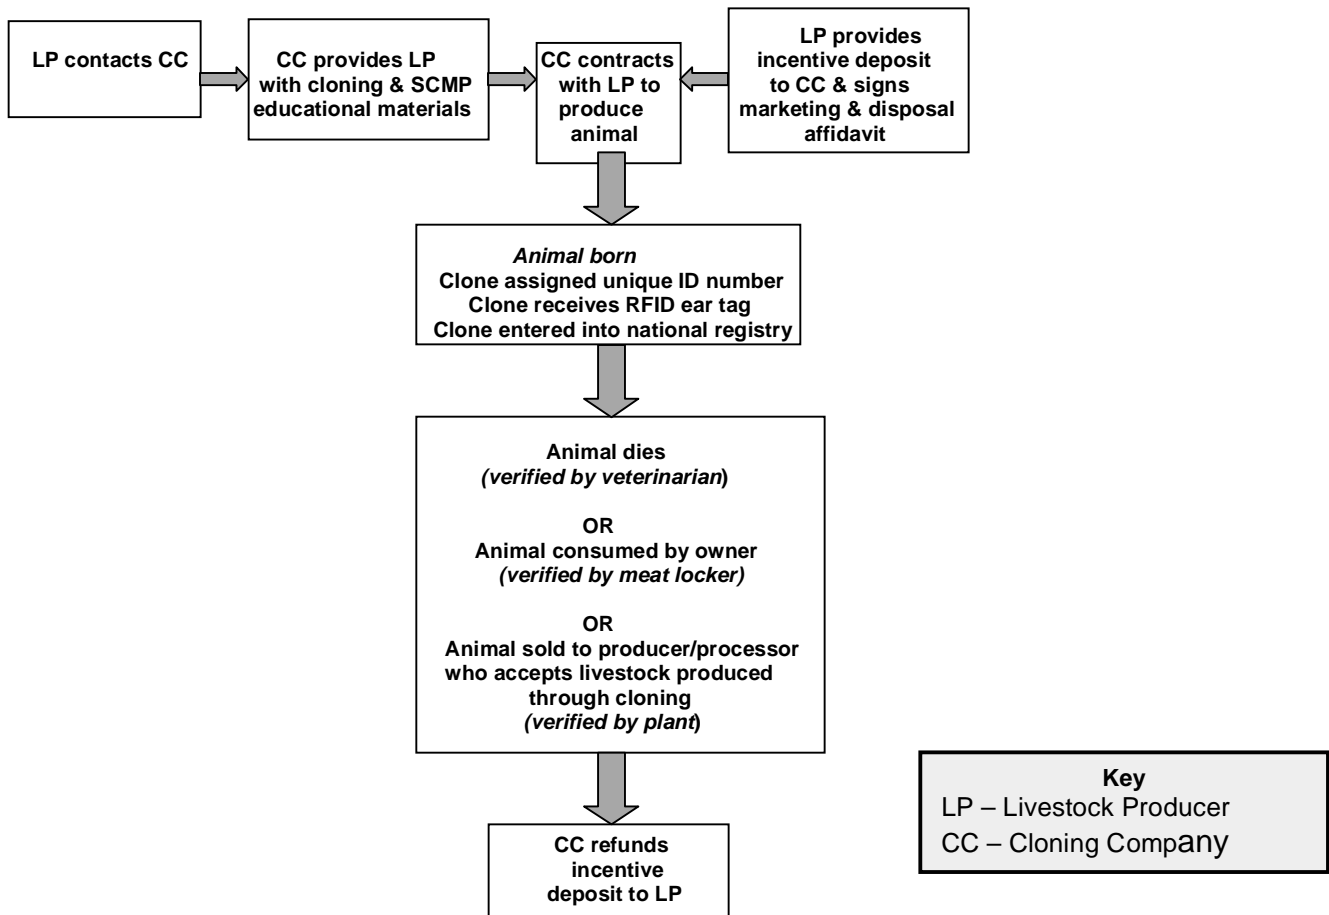 LP contacts CC
CC provides LP
with cloning & SCMP
educational materials
CC contracts
with LP to
produce
animal
LP provides
incentive deposit
to CC & signs
marketing & disposal
affidavit
Animal born
Clone assigned unique ID number
Clone receives RFID ear tag
Clone entered into national registry
Animal dies
(verified by veterinarian)
OR
Animal consumed by owner
(verified by meat locker)
OR
Animal sold to producer/processor
who accepts livestock produced
through cloning
(verified by plant)
CC refunds
incentive
deposit to LP
Key
LP – Livestock Producer
CC – Cloning Company